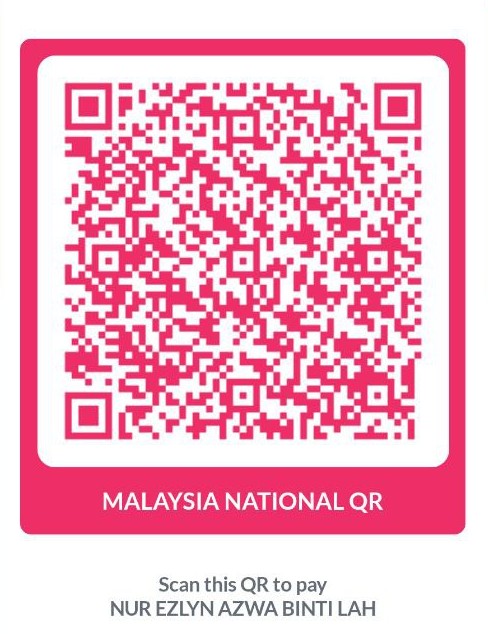 MALAYSIA NATIONAL QR
Scan this QR to pay
NUR EZLYN AZWA BINTI LAH